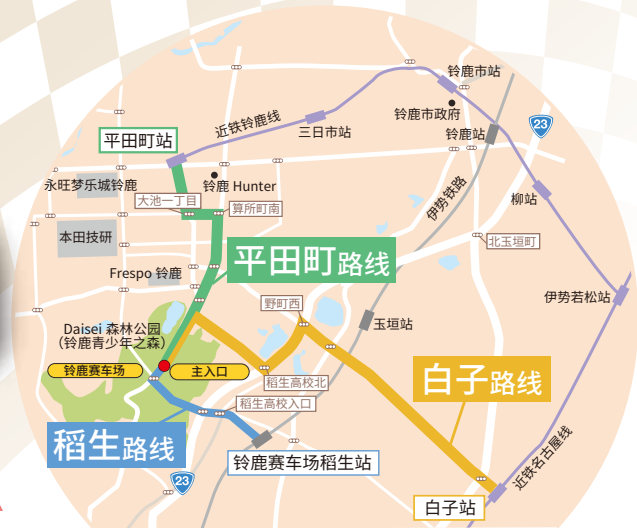 铃鹿市站
铃鹿市政府
近铁铃鹿线
三日市站
铃鹿站
23
平田町站
永旺梦乐城铃鹿
铃鹿 Hunter
伊势铁路
柳站
大池一丁目
算所町南
本田技研
北玉垣町
平田町路线
Frespo 铃鹿
伊势若松站
野町西
Daisei 森林公园
（铃鹿青少年之森）
玉垣站
铃鹿赛车场
主入口
白子路线
稻生高校北
稻生高校入口
稻生路线
铃鹿赛车场稻生站
近铁名古屋线
23
白子站